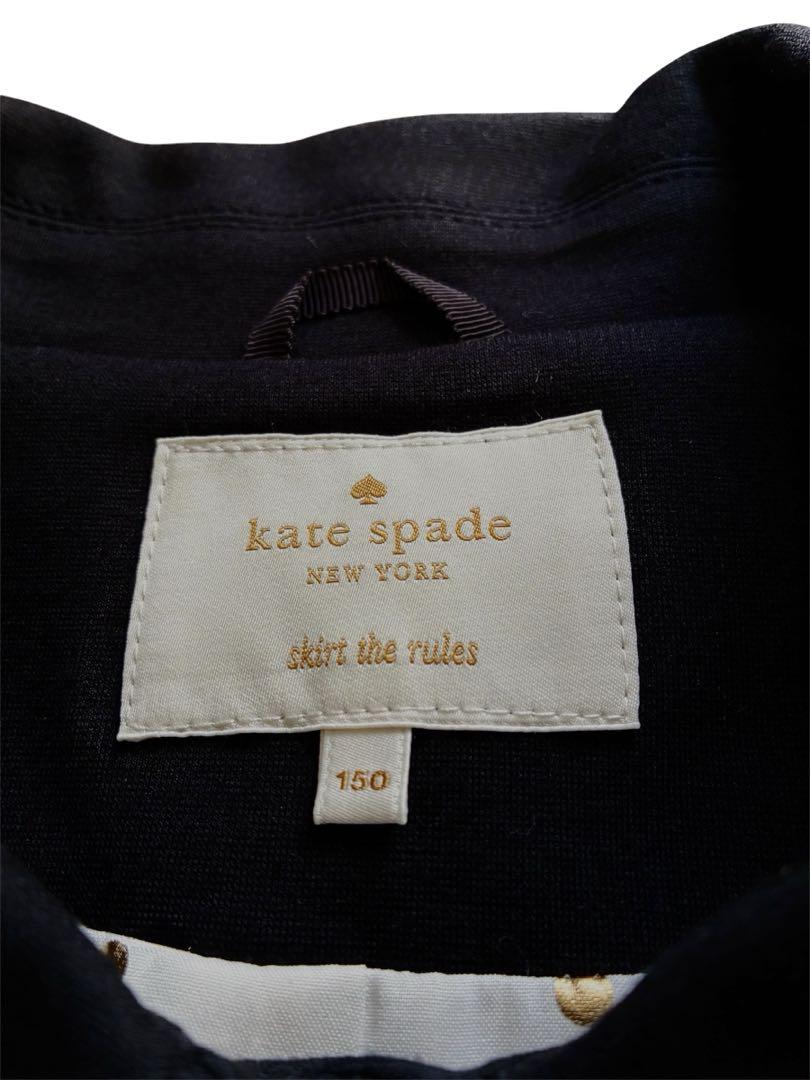 kate spade
NEW YORK
skirt the rules
150